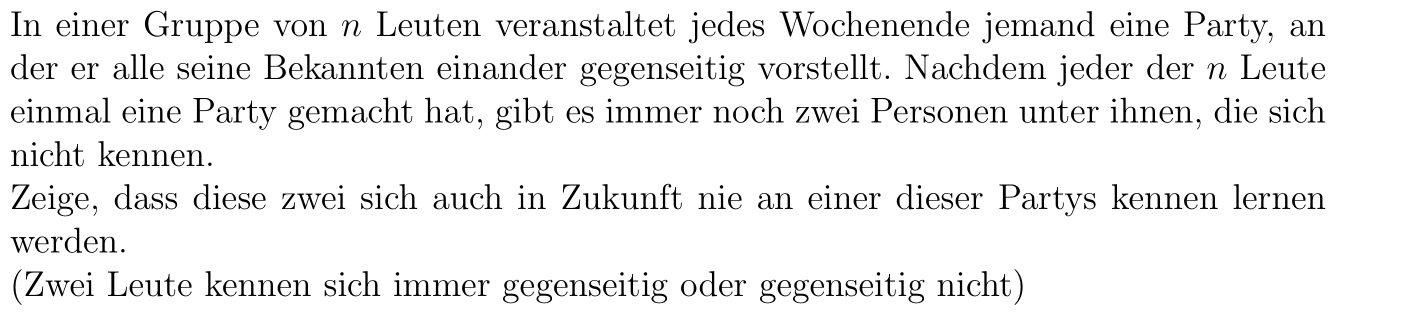 In einer Gruppe von n Leuten veranstaltet jedes Wochenende jemand eine Party, an
der er alle seine Bekannten einander gegenseitig vorstellt. Nachdem jeder der n Leute
einmal eine Party gemacht hat, gibt es immer noch zwei Personen unter ihnen, die sich
nicht kennen.
Zeige, dass diese zwei sich auch in Zukunft nie an einer dieser Partys kennen lernen
werden.
(Zwei Leute kennen sich immer gegenseitig oder gegenseitig nicht)